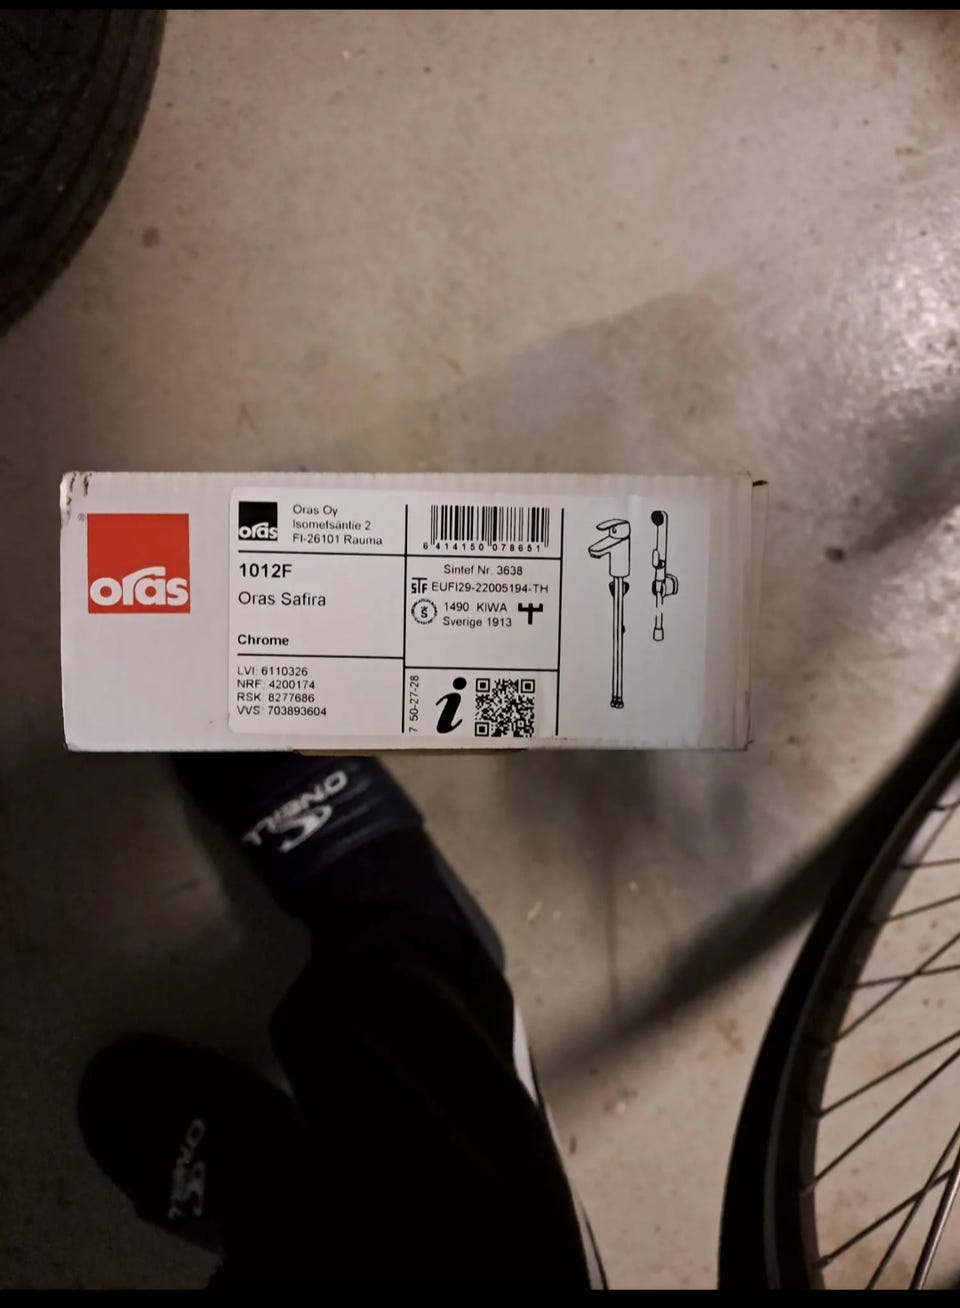 ®
oras
oras
Oras Oy
Isometsäntie 2
FI-26101 Rauma
1012F
Oras Safira
Chrome
LVI: 6110326
NRF: 4200174
RSK: 8277686
VVS: 703893604
6 414150 078651
Sintef Nr. 3638
STF EUFI29-22005194-TH
S 1490 KIWA
Sverige 1913
7 50-27-28
i
O'NEILL
O'NEILL